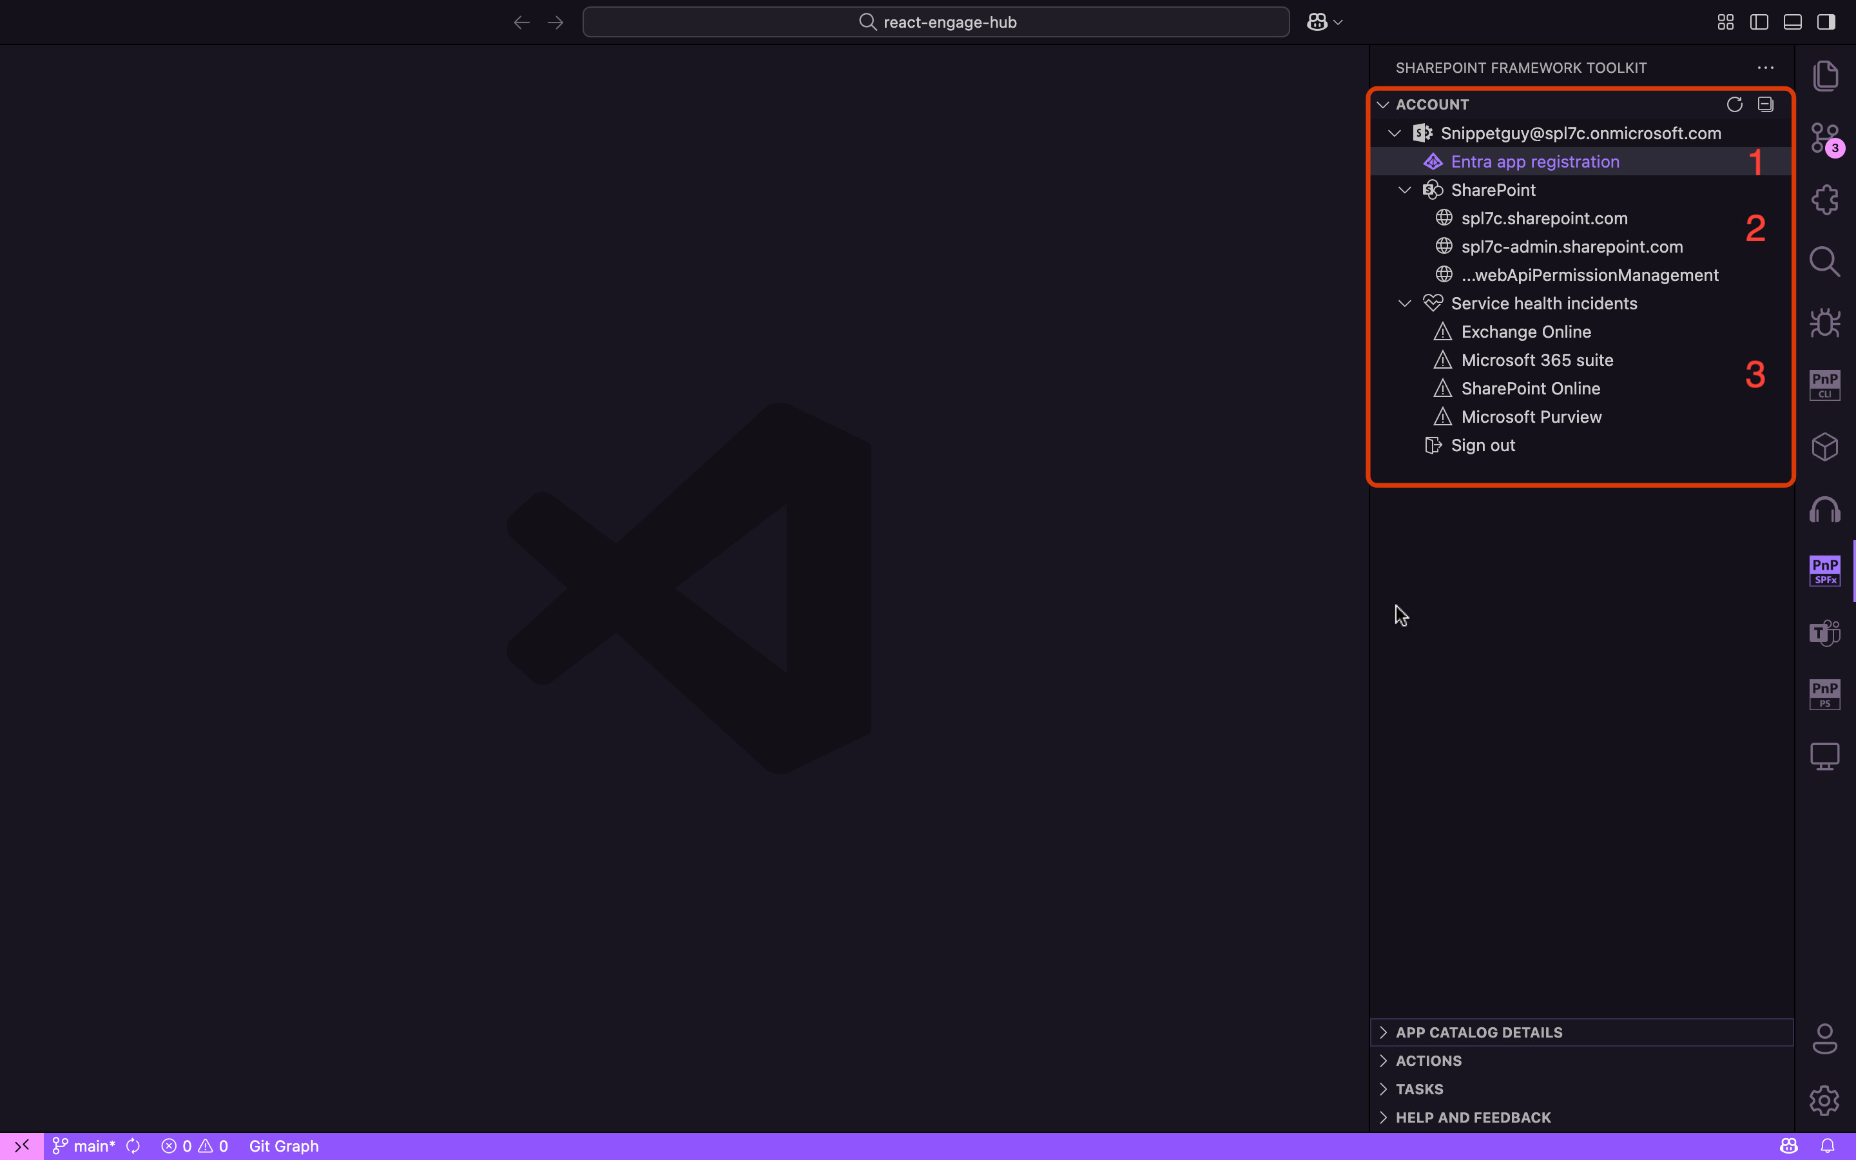 react-engage-hub
SHAREPOINT FRAMEWORK TOOLKIT
ACCOUNT
Snippetguy@spl7c.onmicrosoft.com
Entra app registration 1
SharePoint
spl7c.sharepoint.com
2
spl7c-admin.sharepoint.com
...webApiPermissionManagement
Service health incidents
Exchange Online
Microsoft 365 suite
3
SharePoint Online
Microsoft Purview
Sign out
3
PnP
CLI
PnP
SPFx
T
PnP
PS
APP CATALOG DETAILS
ACTIONS
TASKS
HELP AND FEEDBACK
main* 0 0 Git Graph